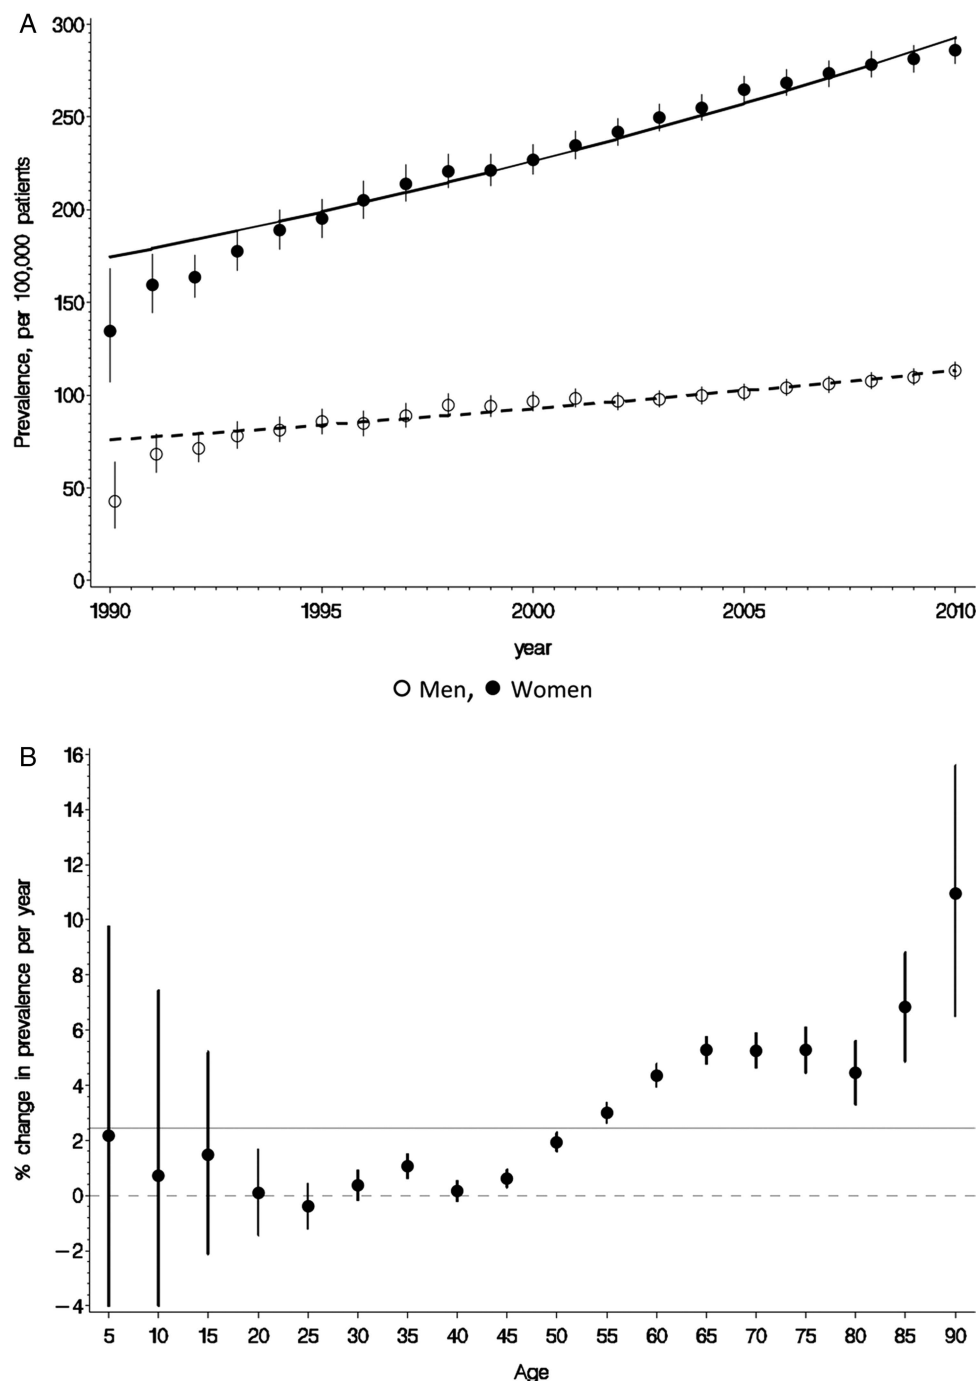 A
Prevalence, per 100,000 patients
300
250
200
150
100
50
0
1990 1995 2000 2005 2010
year
Men, Women
B
% change in prevalence per year
16
14
12
10
8
6
4
2
0
−2
−4
5 10 15 20 25 30 35 40 45 50 55 60 65 70 75 80 85 90
Age